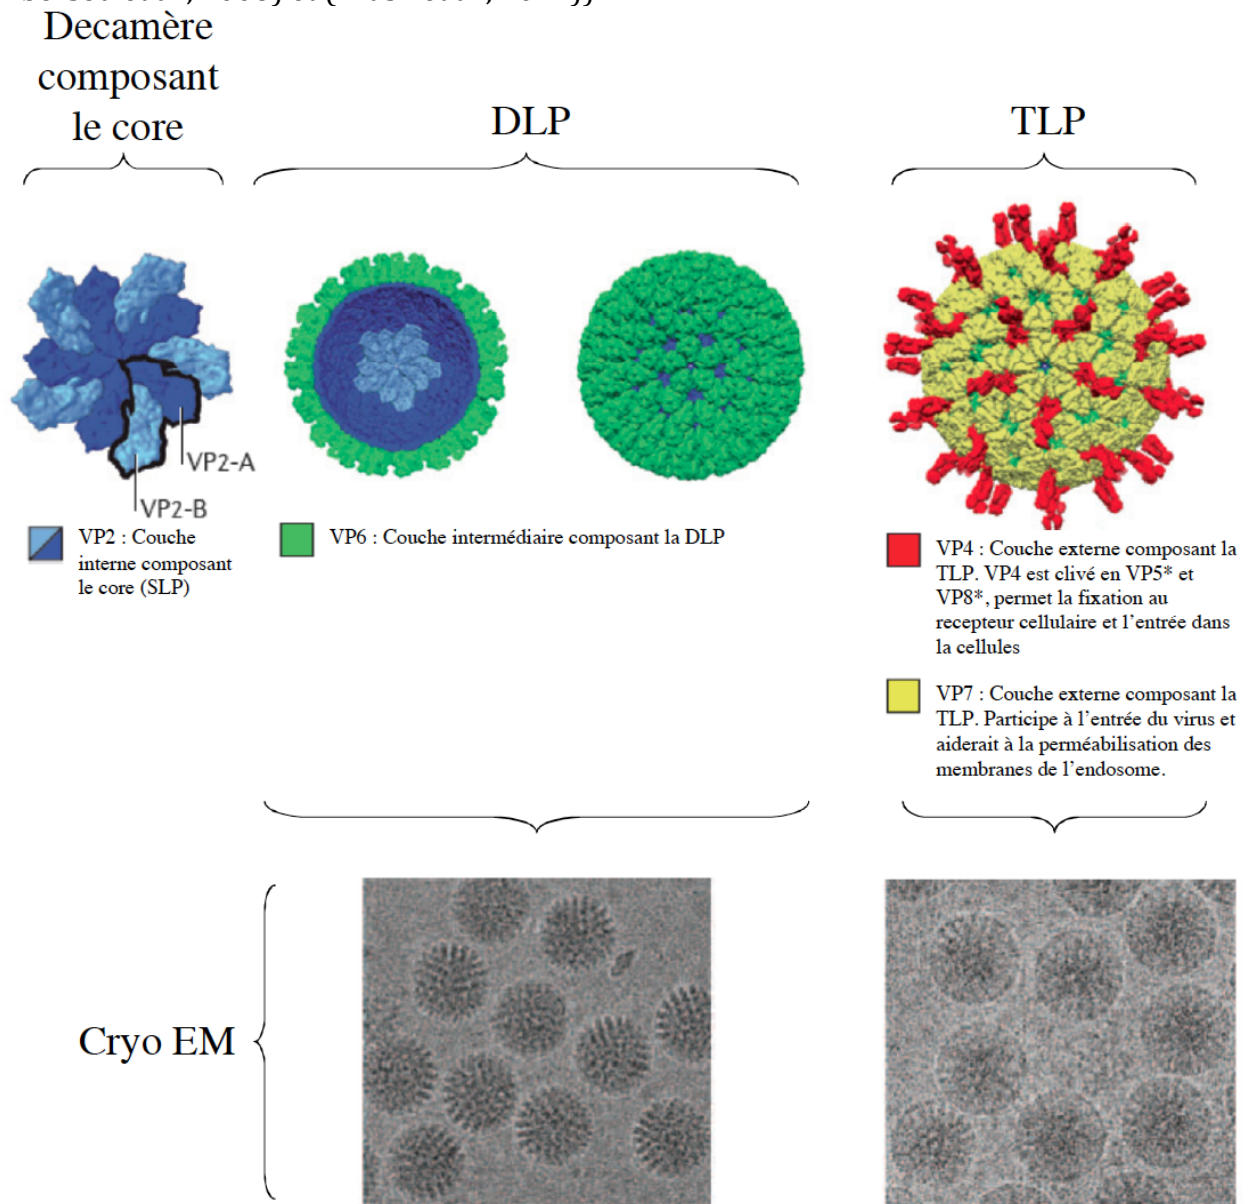 Decamère
composant
le core
DLP
TLP
VP2-A
VP2-B
VP2 : Couche
interne composant
le core (SLP)
VP6 : Couche intermédiaire composant la DLP
VP4 : Couche externe composant la
TLP. VP4 est clivé en VP5* et
VP8*, permet la fixation au
recepteur cellulaire et l'entrée dans
la cellules
VP7 : Couche externe composant la
TLP. Participe à l'entrée du virus et
aiderait à la perméabilisation des
membranes de l'endosome.
Cryo EM